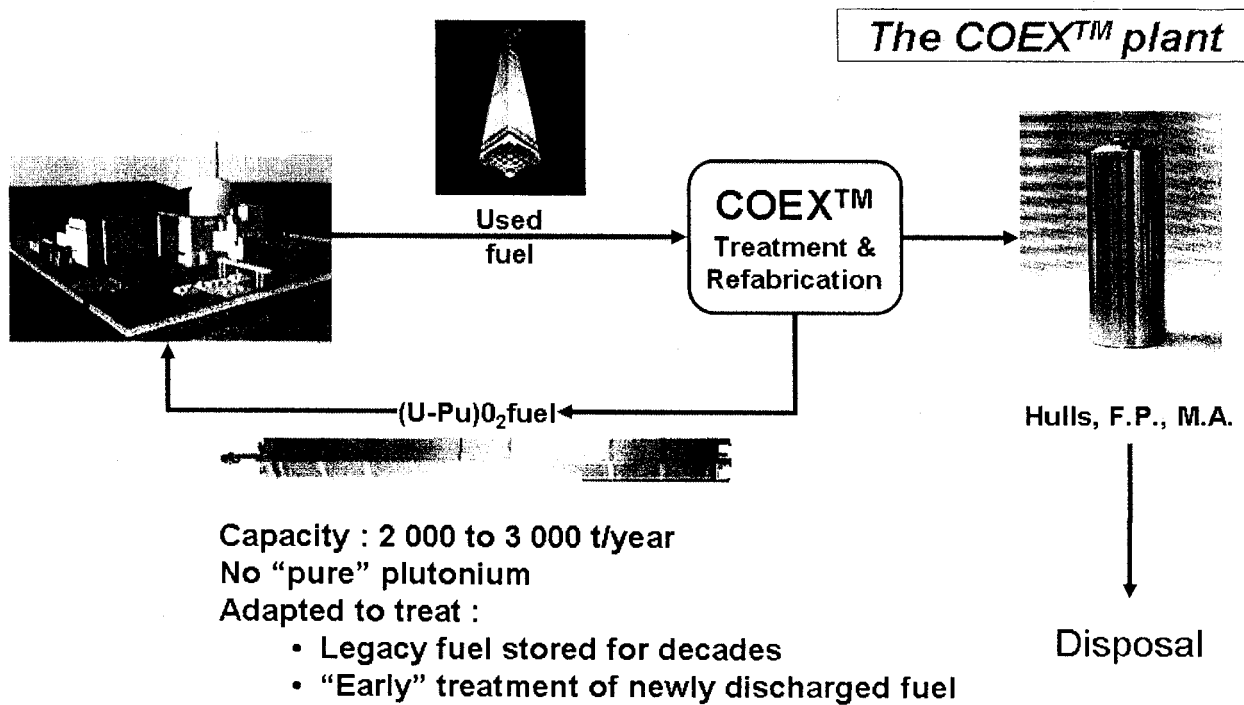 The COEX™ plant
Used
fuel
COEX™
Treatment &
Refabrication
(U-Pu)0₂fuel
Hulls, F.P., M.A.
Capacity : 2 000 to 3 000 t/year
No “pure” plutonium
Adapted to treat :
• Legacy fuel stored for decades
• “Early” treatment of newly discharged fuel
Disposal